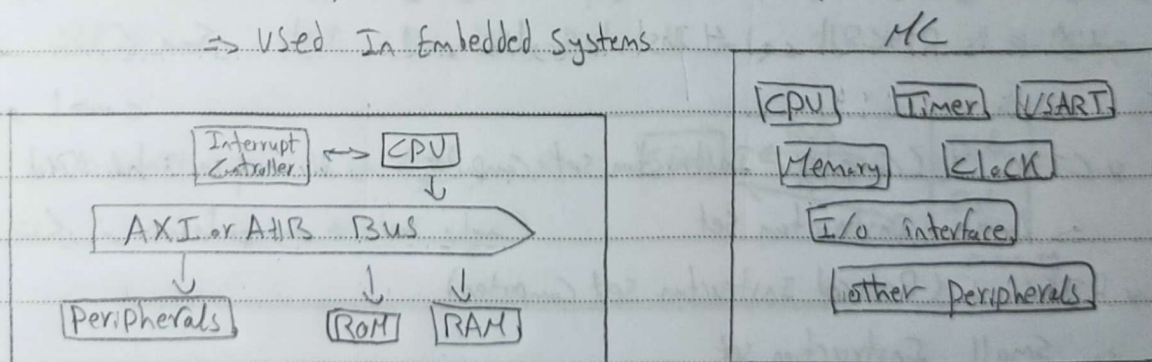 => Used In Embedded Systems
MC
Interrupt
Controller
CPU
AXI or AHB Bus
Peripherals
ROM
RAM
CPU
Timer
USART
Memory
Clock
I/o interface
other Peripherals